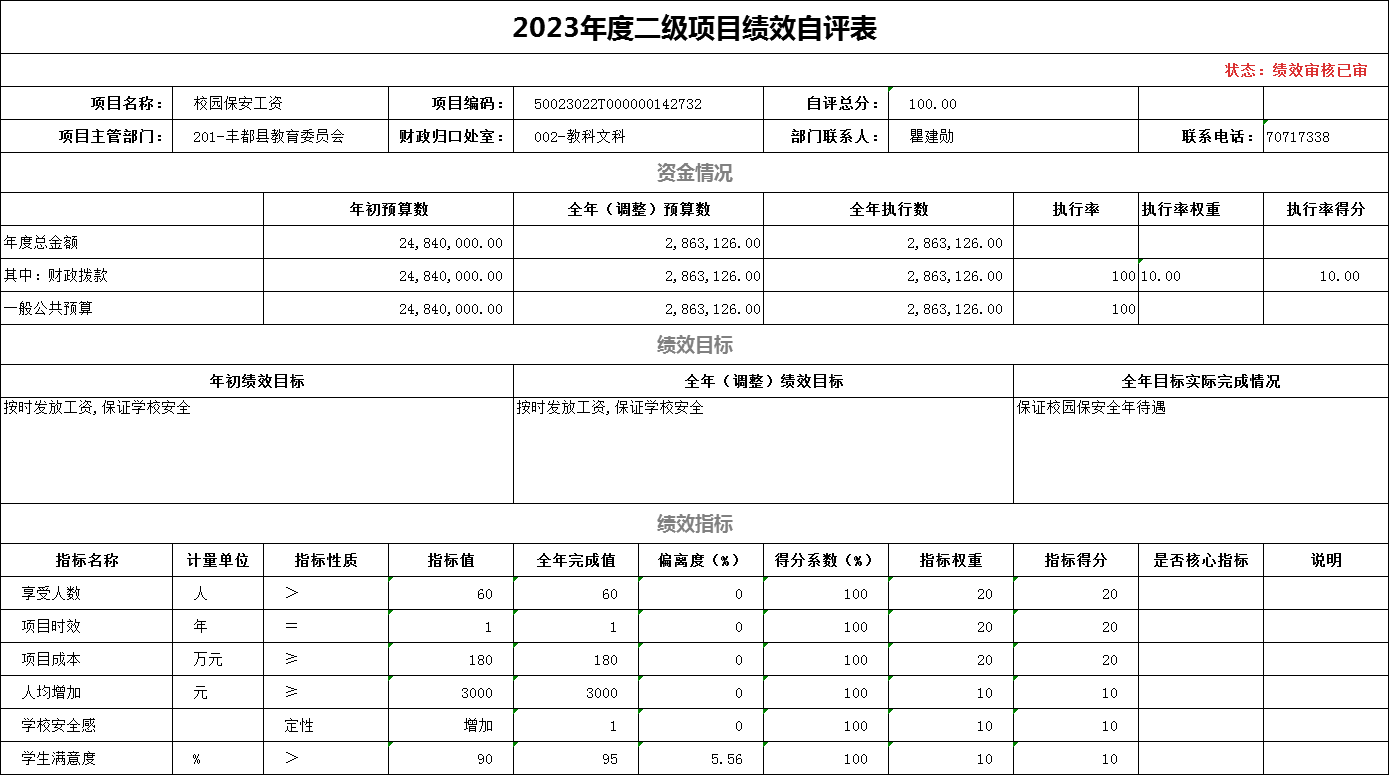 2023年度二级项目绩效自评表
状态：绩效审核已审
项目名称： 校园保安工资 项目编码： 50023022T000000142732 自评总分： 100.00
项目主管部门： 201-丰都县教育委员会 财政归口处室： 002-教科文科 部门联系人： 瞿建勋 联系电话： 70717338
资金情况
年初预算数 全年（调整）预算数 全年执行数 执行率 执行率权重 执行率得分
年度总金额 24,840,000.00 2,863,126.00 2,863,126.00
其中：财政拨款 24,840,000.00 2,863,126.00 2,863,126.00 100 10.00 10.00
一般公共预算 24,840,000.00 2,863,126.00 2,863,126.00 100
绩效目标
年初绩效目标 全年（调整）绩效目标 全年目标实际完成情况
按时发放工资,保证学校安全 按时发放工资,保证学校安全 保证校园保安全年待遇
绩效指标
指标名称 计量单位 指标性质 指标值 全年完成值 偏离度（%） 得分系数（%） 指标权重 指标得分 是否核心指标 说明
享受人数 人 ＞ 60 60 0 100 20 20
项目时效 年 ＝ 1 1 0 100 20 20
项目成本 万元 ≥ 180 180 0 100 20 20
人均增加 元 ≥ 3000 3000 0 100 10 10
学校安全感 定性 增加 1 0 100 10 10
学生满意度 % ＞ 90 95 5.56 100 10 10